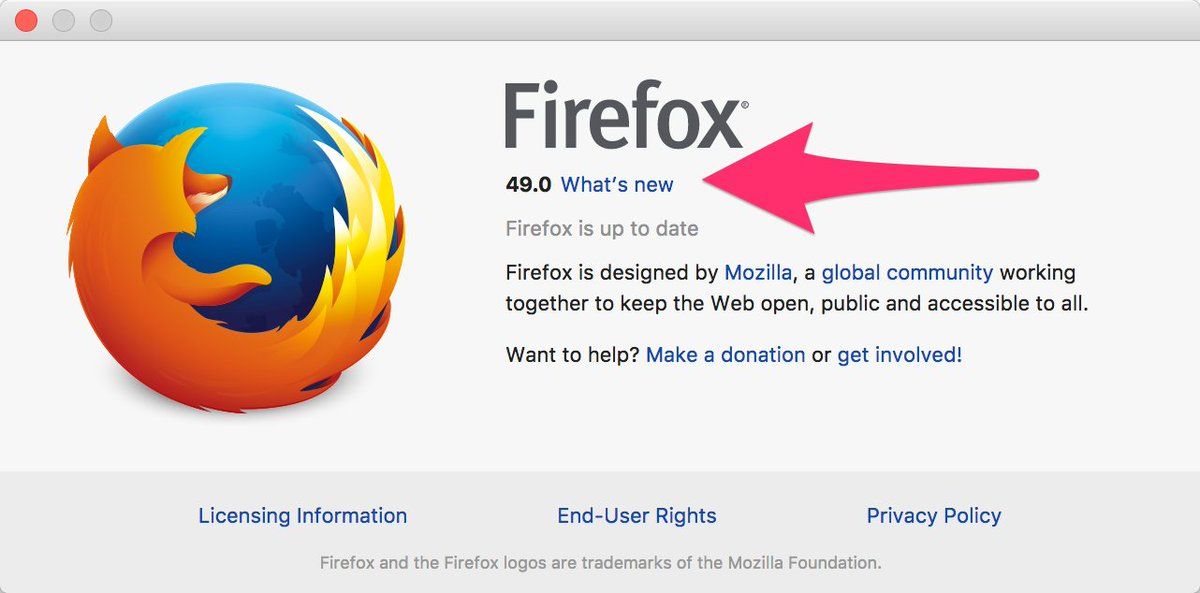 Firefox®
49.0 What's new
Firefox is up to date
Firefox is designed by Mozilla, a global community working
together to keep the Web open, public and accessible to all.
Want to help? Make a donation or get involved!
Licensing Information End-User Rights Privacy Policy
Firefox and the Firefox logos are trademarks of the Mozilla Foundation.